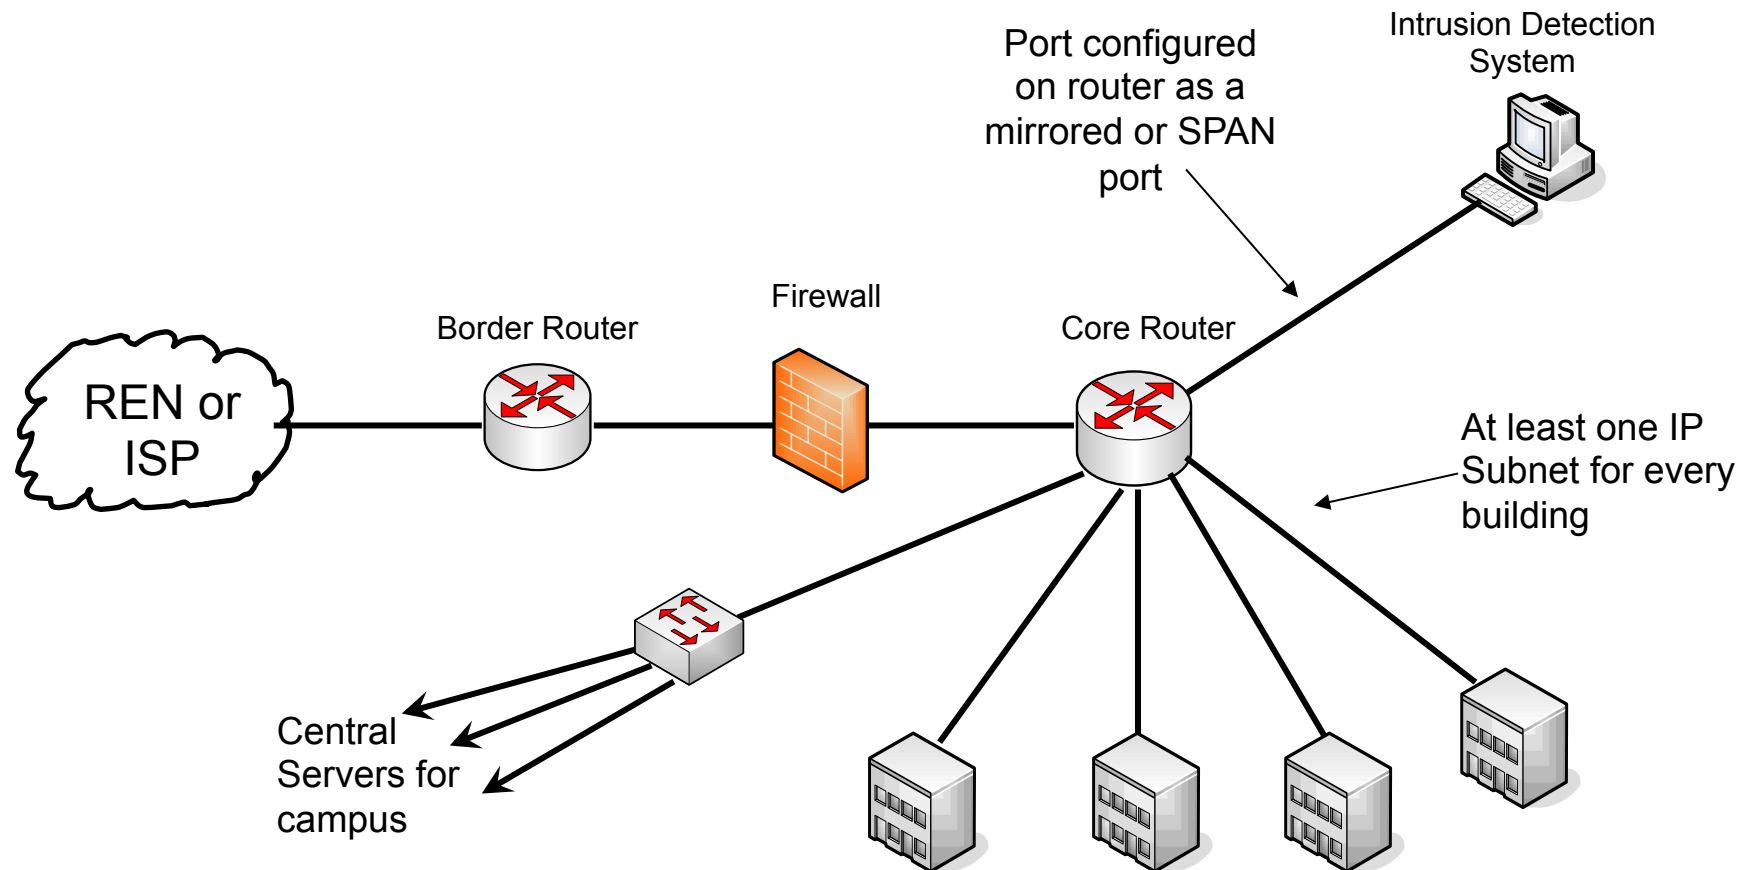 Intrusion Detection
System
Port configured
on router as a
mirrored or SPAN
port
Firewall
Border Router
Core Router
REN or
ISP
At least one IP
Subnet for every
building
Central
Servers for
campus